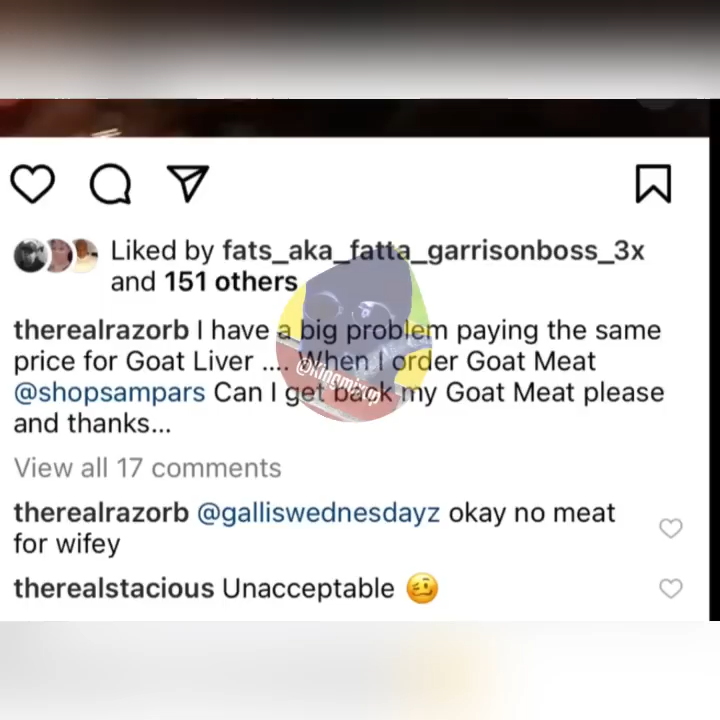 Liked by fats_aka_fatta_garrisonboss_3x
and 151 others
therealrazorb I have a big problem paying the same
price for Goat Liver .... When I order Goat Meat
@shopsampars Can I get back my Goat Meat please
and thanks...
View all 17 comments
therealrazorb @galliswednesdayz okay no meat
for wifey
therealstacious Unacceptable 🥴